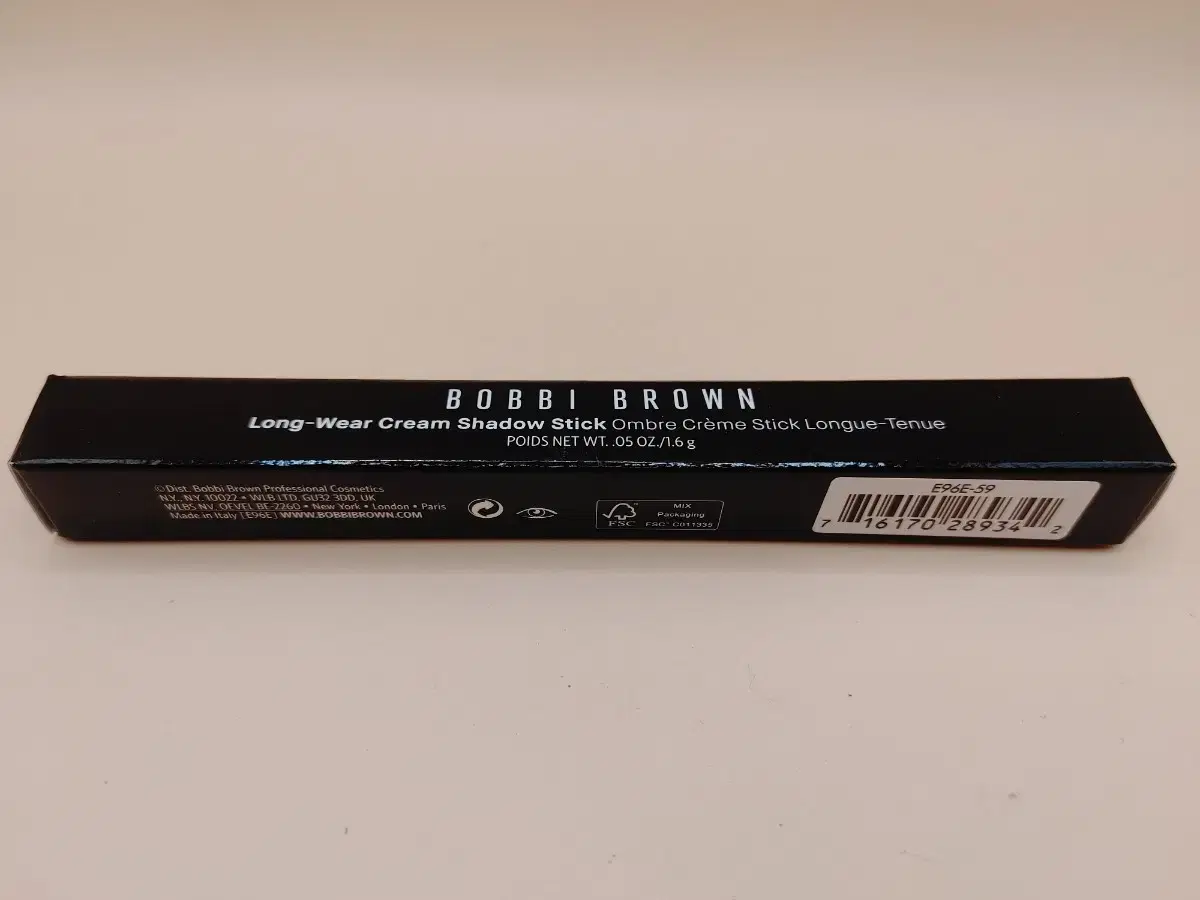 BOBBI BROWN
Long-Wear Cream Shadow Stick Ombre Crème Stick Longue-Tenue
POIDS NET WT. .05 OZ./1.6 g
© Dist. Bobbi Brown Professional Cosmetics
N.Y., N.Y. 10022 • WLB LTD. GU32 3DD, UK
WLBS NV. OEVEL BE-2260 • New York • London • Paris
Made in Italy [E96E] WWW.BOBBIBROWN.COM
FSC
MIX
Packaging
FSC® C011335
E96E-59
7 16170 28934 2